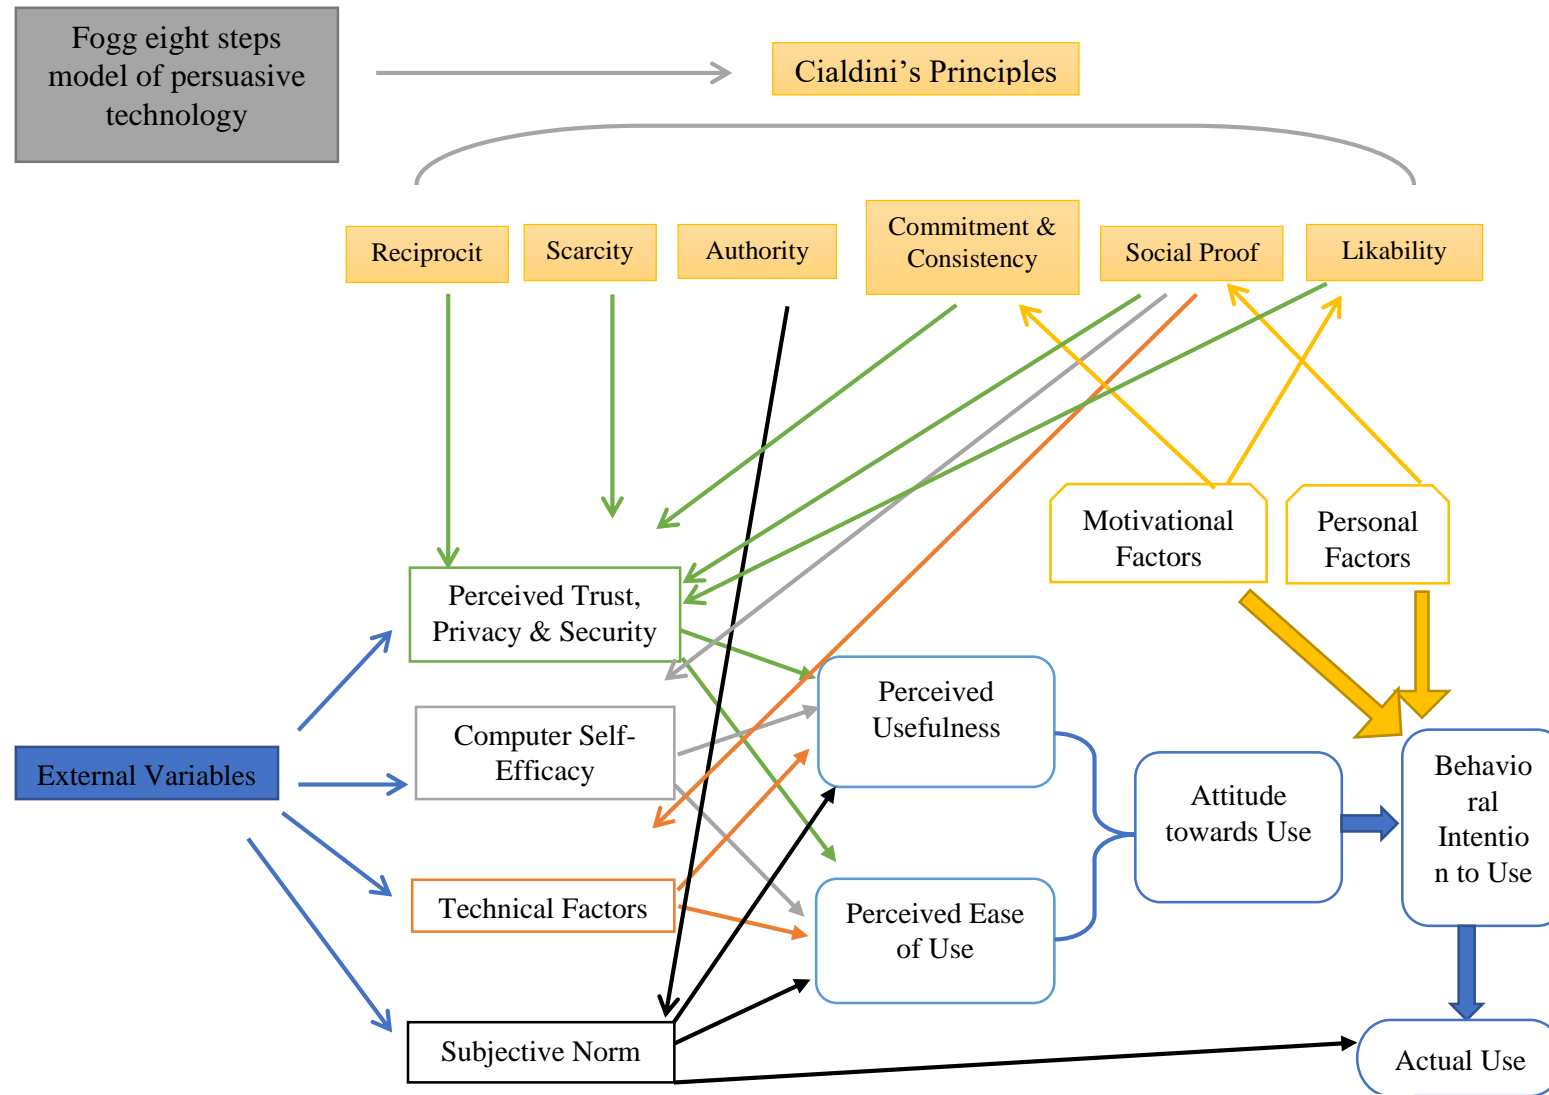 Fogg eight steps
model of persuasive
technology
Cialdini's Principles
Reciprocit
Scarcity
Authority
Commitment &
Consistency
Social Proof
Likability
Motivational
Factors
Personal
Factors
Perceived Trust,
Privacy & Security
Perceived
Usefulness
Computer Self-
Efficacy
External Variables
Attitude
towards Use
Behavio
ral
Intentio
n to Use
Technical Factors
Perceived Ease
of Use
Subjective Norm
Actual Use